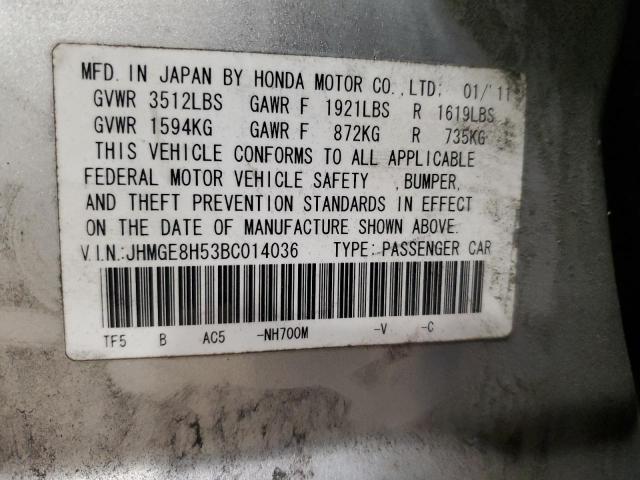 MFD. IN JAPAN BY HONDA MOTOR CO.,LTD. 01/'11
GVWR 3512LBS GAWR F 1921LBS R 1619LBS
GVWR 1594KG GAWR F 872KG R 735KG
THIS VEHICLE CONFORMS TO ALL APPLICABLE
FEDERAL MOTOR VEHICLE SAFETY ,BUMPER,
AND THEFT PREVENTION STANDARDS IN EFFECT
ON THE DATE OF MANUFACTURE SHOWN ABOVE.
V.I.N.:JHMGE8H53BC014036 TYPE: PASSENGER CAR
TF5 B AC5 -NH700M -V -C